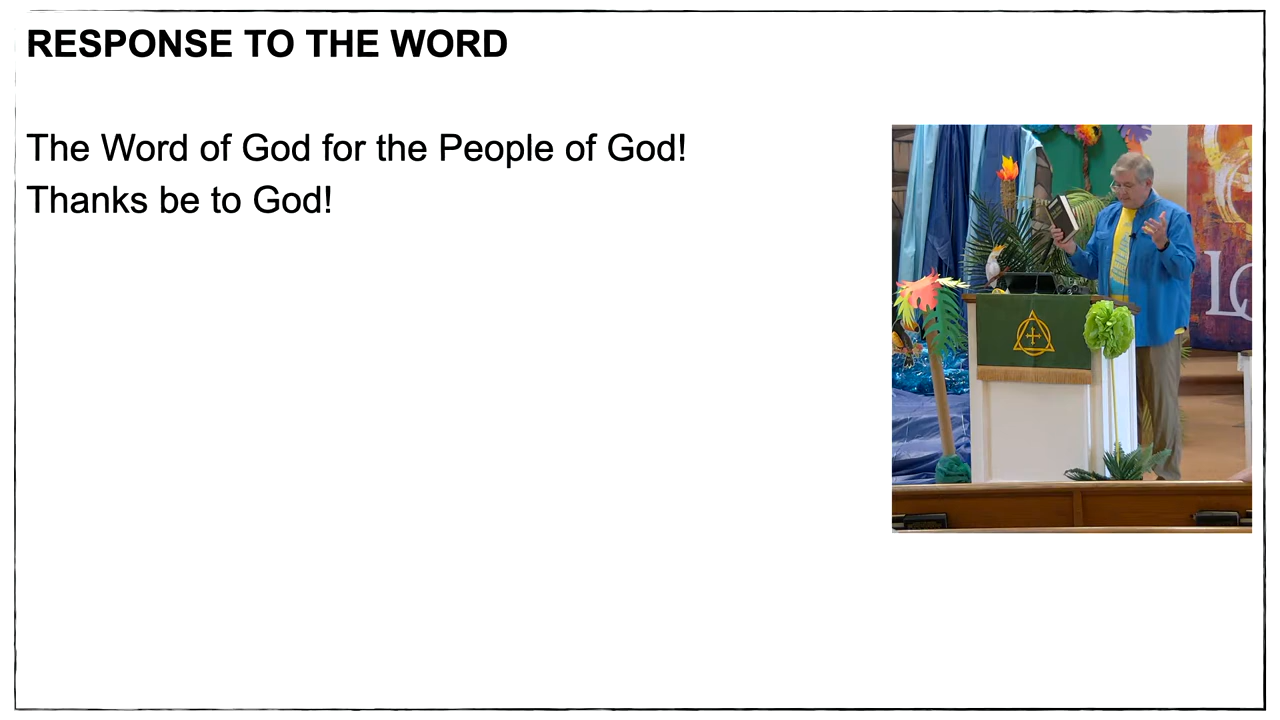 RESPONSE TO THE WORD
The Word of God for the People of God!
Thanks be to God!